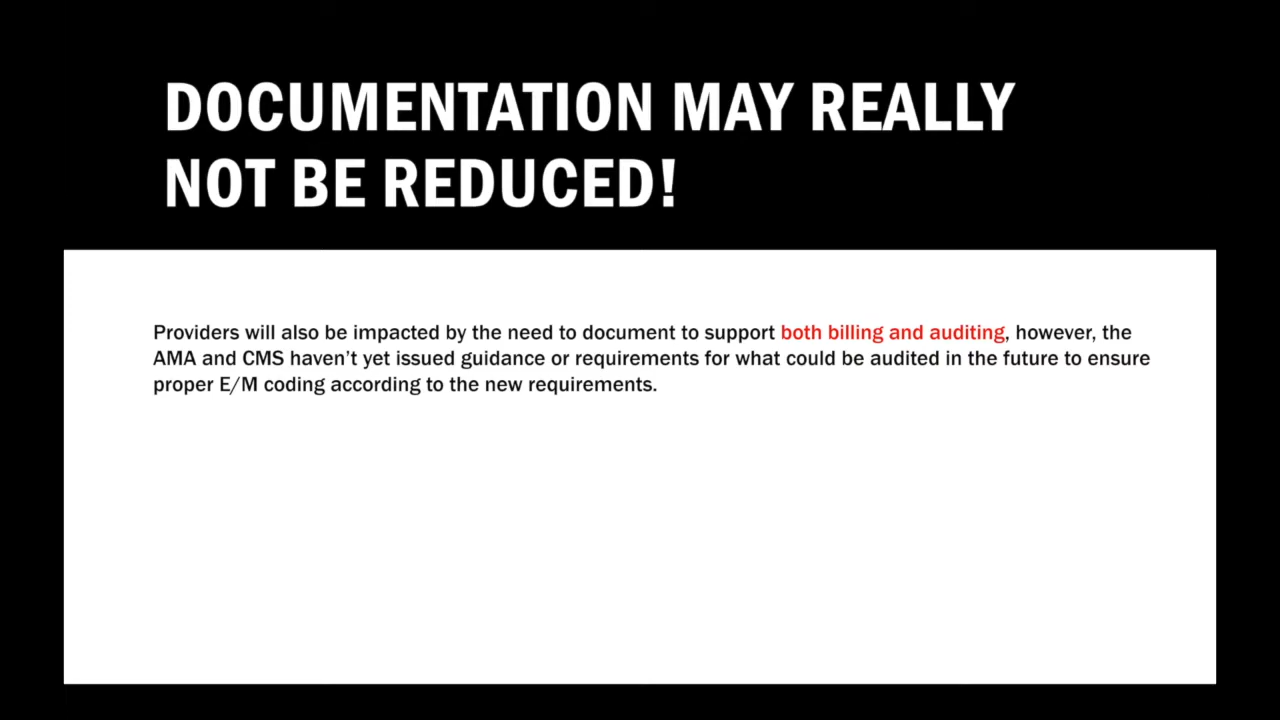 DOCUMENTATION MAY REALLY
NOT BE REDUCED!
Providers will also be impacted by the need to document to support both billing and auditing, however, the
AMA and CMS haven’t yet issued guidance or requirements for what could be audited in the future to ensure
proper E/M coding according to the new requirements.